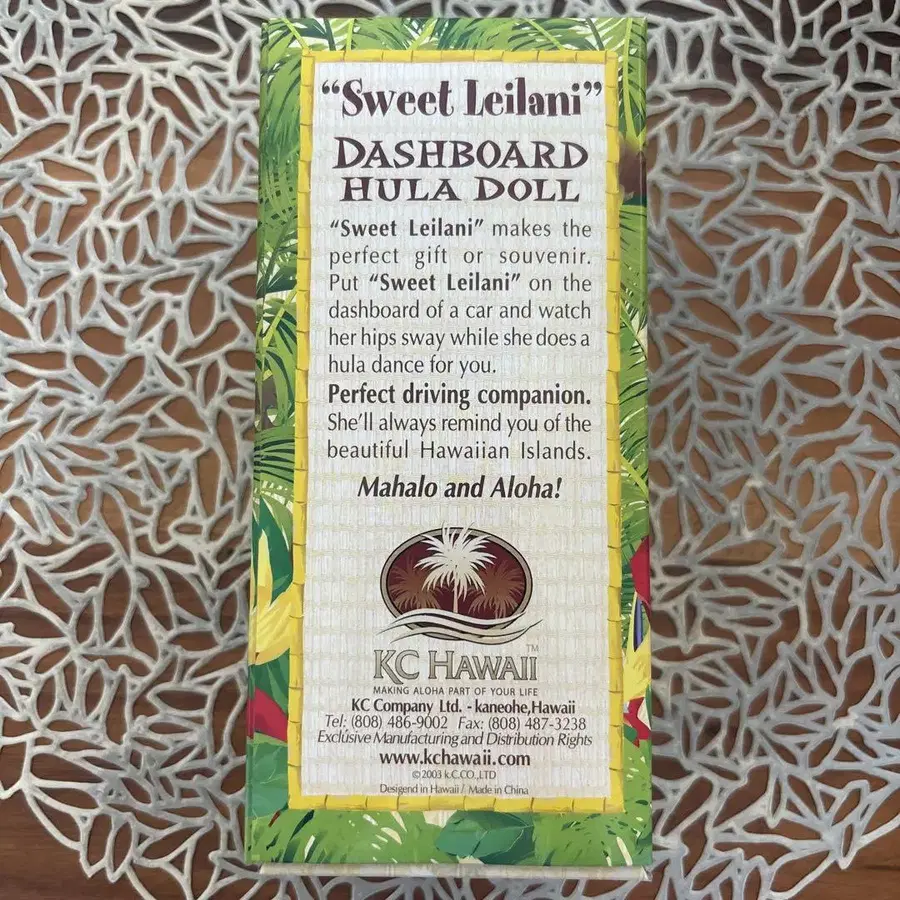 “Sweet Leilani”
DASHBOARD
HULA DOLL
“Sweet Leilani” makes the
perfect gift or souvenir.
Put “Sweet Leilani” on the
dashboard of a car and watch
her hips sway while she does a
hula dance for you.
Perfect driving companion.
She’ll always remind you of the
beautiful Hawaiian Islands.
Mahalo and Aloha!
KC HAWAII™
MAKING ALOHA PART OF YOUR LIFE
KC Company Ltd. - kaneohe,Hawaii
Tel: (808) 486-9002 Fax: (808) 487-3238
Exclusive Manufacturing and Distribution Rights
www.kchawaii.com
©2003 k.C.CO.,LTD
Desigend in Hawaii / Made in China